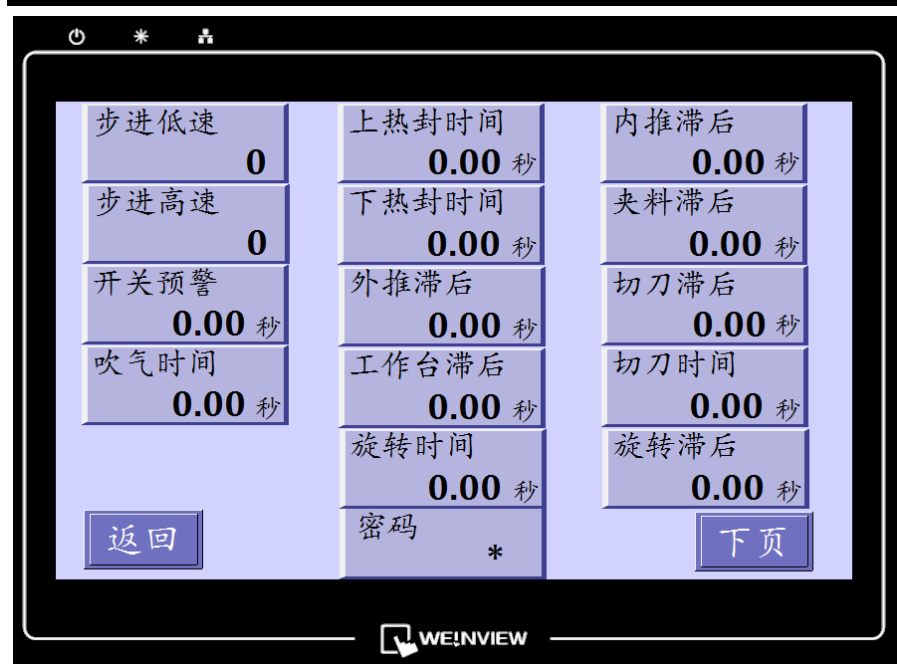 步进低速
0
步进高速
0
开关预警
0.00 秒
吹气时间
0.00 秒
上热封时间
0.00 秒
下热封时间
0.00 秒
外推滞后
0.00 秒
工作台滞后
0.00 秒
旋转时间
0.00 秒
密码
*
内推滞后
0.00 秒
夹料滞后
0.00 秒
切刀滞后
0.00 秒
切刀时间
0.00 秒
旋转滞后
0.00 秒
返回
下页
WEINVIEW